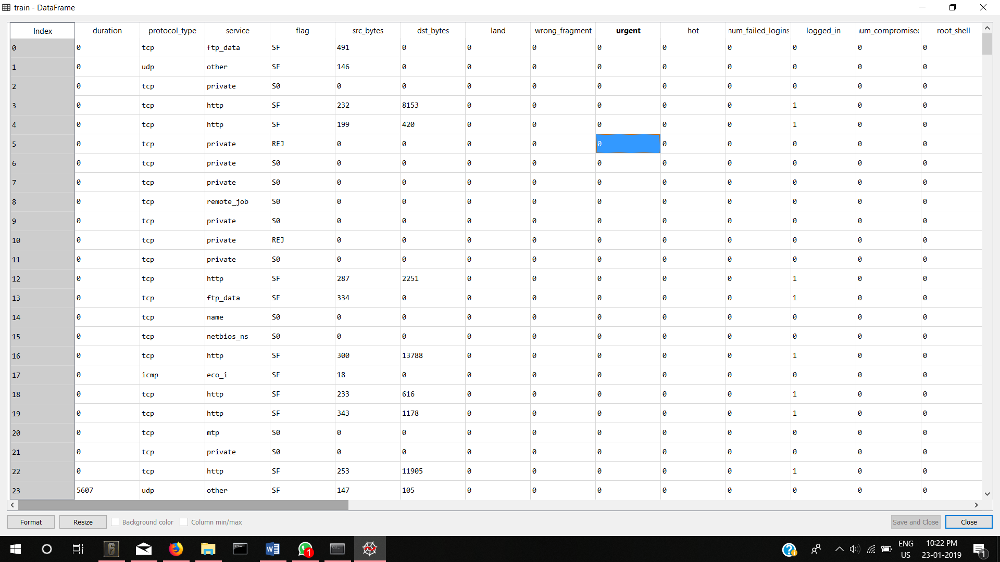 train - DataFrame
Index duration protocol_type service flag src_bytes dst_bytes land wrong_fragment urgent hot num_failed_logins logged_in num_compromised root_shell
0 0 tcp ftp_data SF 491 0 0 0 0 0 0 0 0 0
1 0 udp other SF 146 0 0 0 0 0 0 0 0 0
2 0 tcp private S0 0 0 0 0 0 0 0 0 0 0
3 0 tcp http SF 232 8153 0 0 0 0 0 1 0 0
4 0 tcp http SF 199 420 0 0 0 0 0 1 0 0
5 0 tcp private REJ 0 0 0 0 0 0 0 0 0 0
6 0 tcp private S0 0 0 0 0 0 0 0 0 0 0
7 0 tcp private S0 0 0 0 0 0 0 0 0 0 0
8 0 tcp remote_job S0 0 0 0 0 0 0 0 0 0 0
9 0 tcp private S0 0 0 0 0 0 0 0 0 0 0
10 0 tcp private REJ 0 0 0 0 0 0 0 0 0 0
11 0 tcp private S0 0 0 0 0 0 0 0 0 0 0
12 0 tcp http SF 287 2251 0 0 0 0 0 1 0 0
13 0 tcp ftp_data SF 334 0 0 0 0 0 0 1 0 0
14 0 tcp name S0 0 0 0 0 0 0 0 0 0 0
15 0 tcp netbios_ns S0 0 0 0 0 0 0 0 0 0 0
16 0 tcp http SF 300 13788 0 0 0 0 0 1 0 0
17 0 icmp eco_i SF 18 0 0 0 0 0 0 0 0 0
18 0 tcp http SF 233 616 0 0 0 0 0 1 0 0
19 0 tcp http SF 343 1178 0 0 0 0 0 1 0 0
20 0 tcp mtp S0 0 0 0 0 0 0 0 0 0 0
21 0 tcp private S0 0 0 0 0 0 0 0 0 0 0
22 0 tcp http SF 253 11905 0 0 0 0 0 1 0 0
23 5607 udp other SF 147 105 0 0 0 0 0 0 0 0
Format Resize Background color Column min/max Save and Close Close
ENG 10:22 PM
US 23-01-2019
1
1